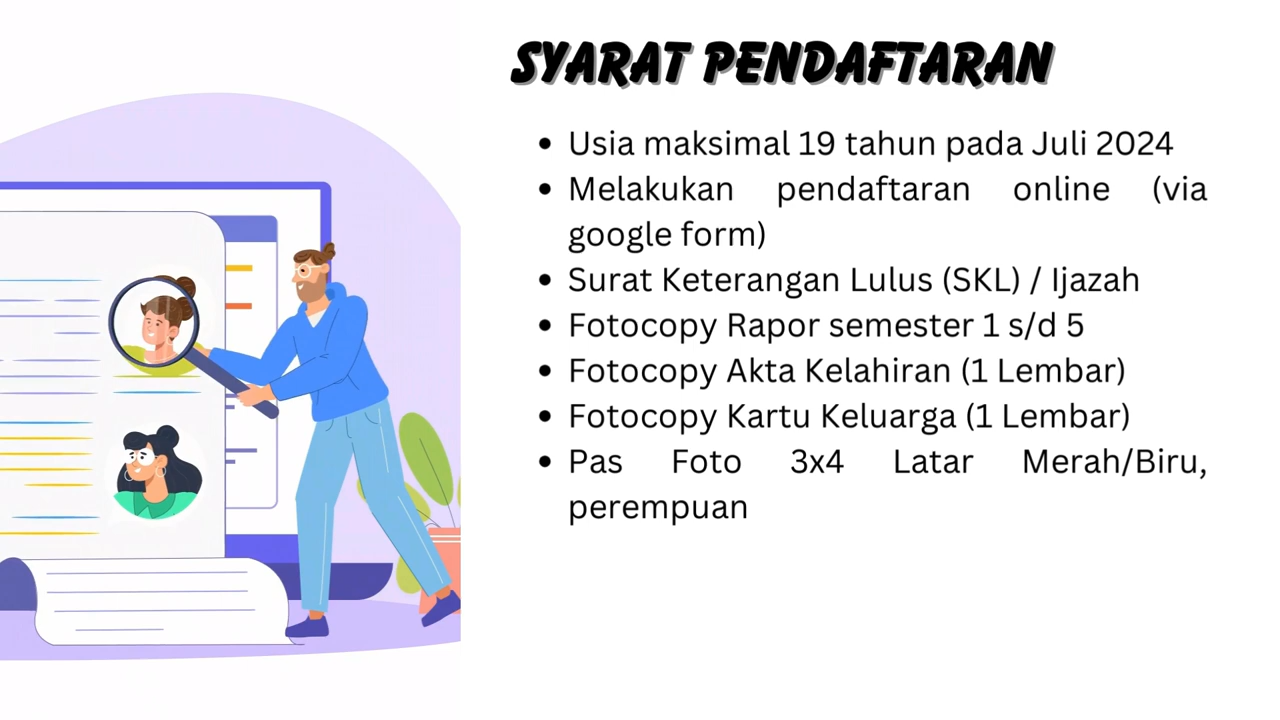 SYARAT PENDAFTARAN
• Usia maksimal 19 tahun pada Juli 2024
• Melakukan pendaftaran online (via
google form)
• Surat Keterangan Lulus (SKL) / Ijazah
• Fotocopy Rapor semester 1 s/d 5
• Fotocopy Akta Kelahiran (1 Lembar)
• Fotocopy Kartu Keluarga (1 Lembar)
• Pas Foto 3x4 Latar Merah/Biru,
perempuan